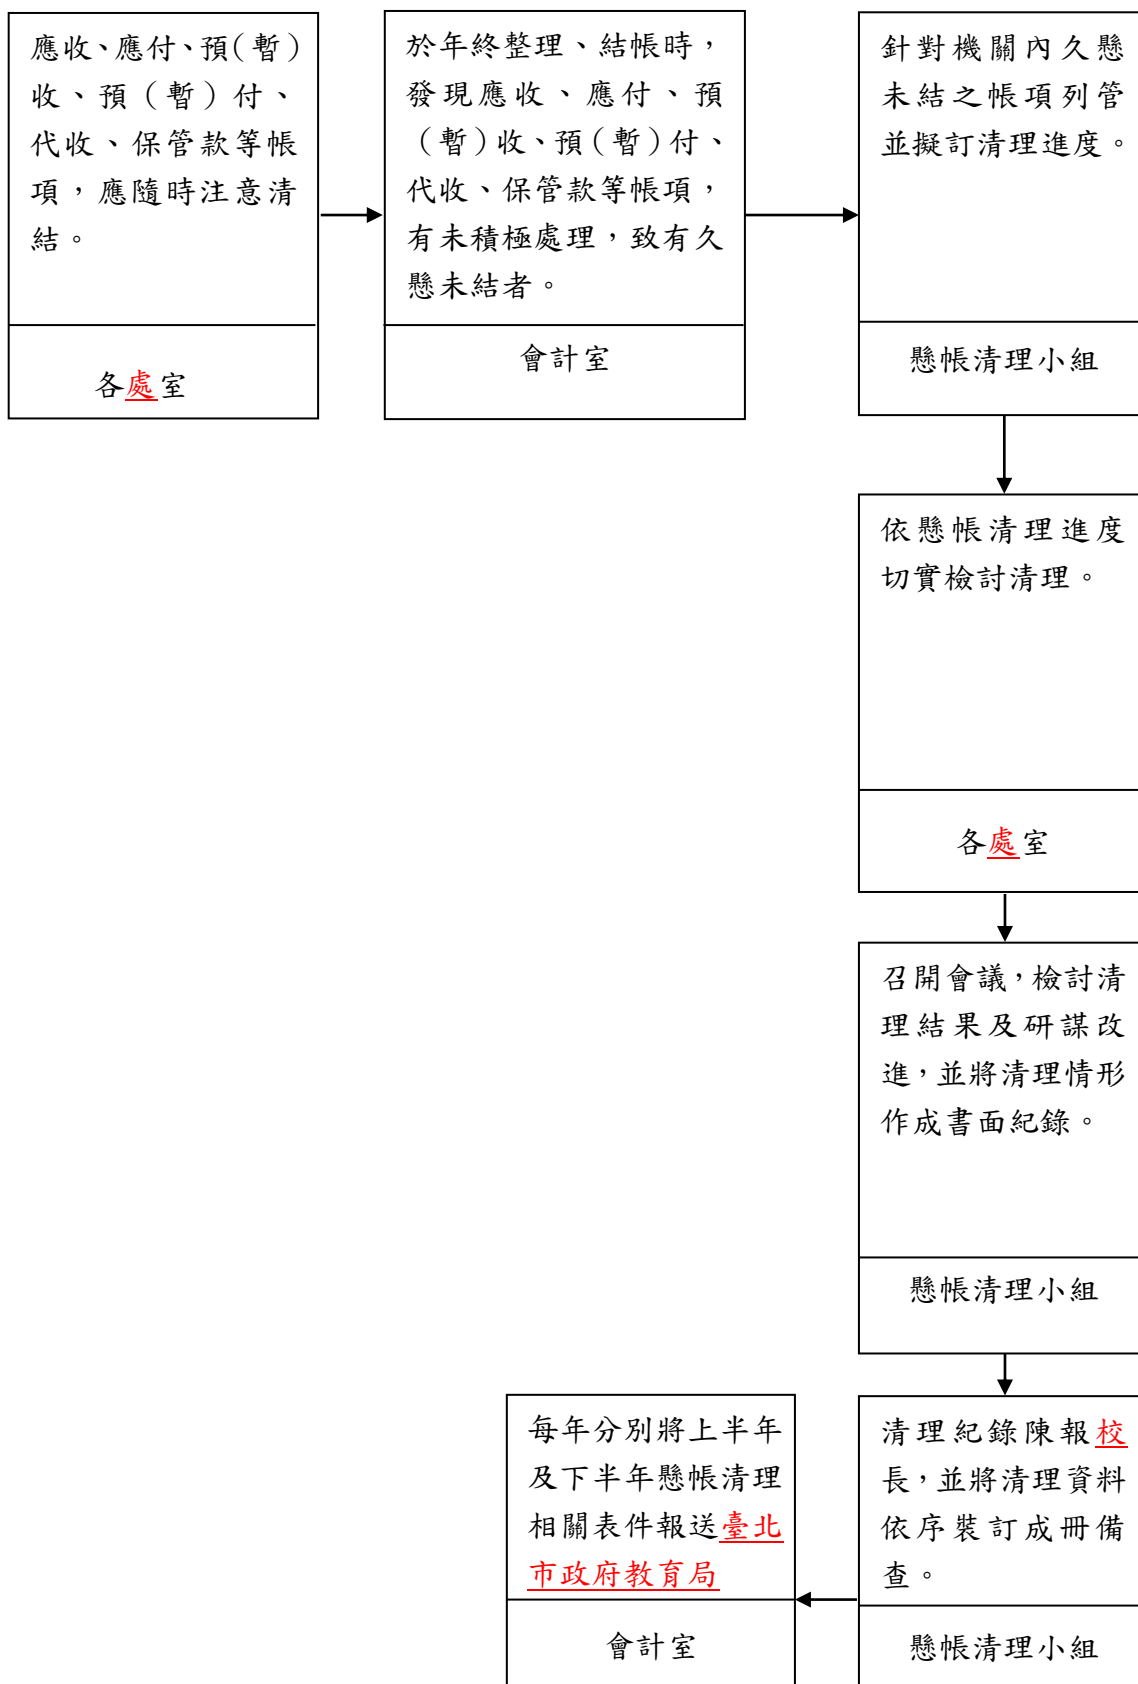 應收、應付、預(暫)
收、預(暫)付、
代收、保管款等帳
項，應隨時注意清
結。
各處室
於年終整理、結帳時，
發現應收、應付、預
(暫)收、預(暫)付、
代收、保管款等帳項，
有未積極處理，致有久
懸未結者。
會計室
針對機關內久懸
未結之帳項列管
並擬訂清理進度。
懸帳清理小組
依懸帳清理進度
切實檢討清理。
各處室
召開會議，檢討清
理結果及研謀改
進，並將清理情形
作成書面紀錄。
懸帳清理小組
清理紀錄陳報校
長，並將清理資料
依序裝訂成冊備
查。
懸帳清理小組
每年分別將上半年
及下半年懸帳清理
相關表件報送臺北
市政府教育局
會計室